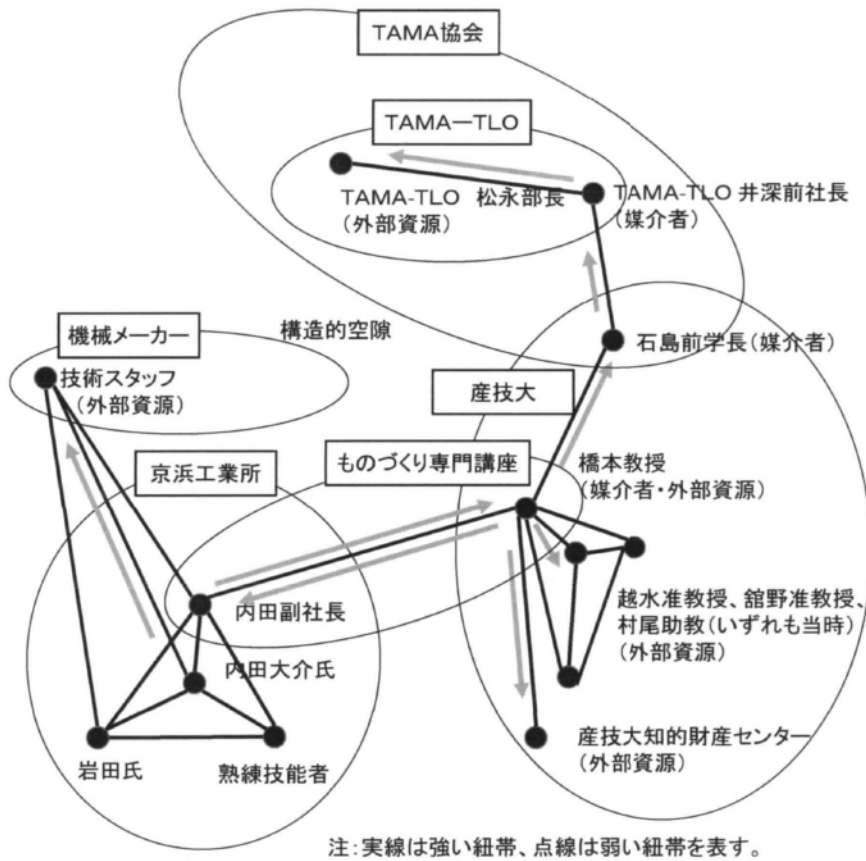 TAMA協会
TAMAーTLO
TAMA-TLO 松永部長
(外部資源)
TAMA-TLO 井深前社長
(媒介者)
機械メーカー
構造的空隙
石島前学長(媒介者)
技術スタッフ
(外部資源)
産技大
京浜工業所
ものづくり専門講座
橋本教授
(媒介者・外部資源)
内田副社長
越水准教授、舘野准教授、
村尾助教(いずれも当時)
(外部資源)
内田大介氏
岩田氏
熟練技能者
産技大知的財産センター
(外部資源)
注:実線は強い紐帯、点線は弱い紐帯を表す。